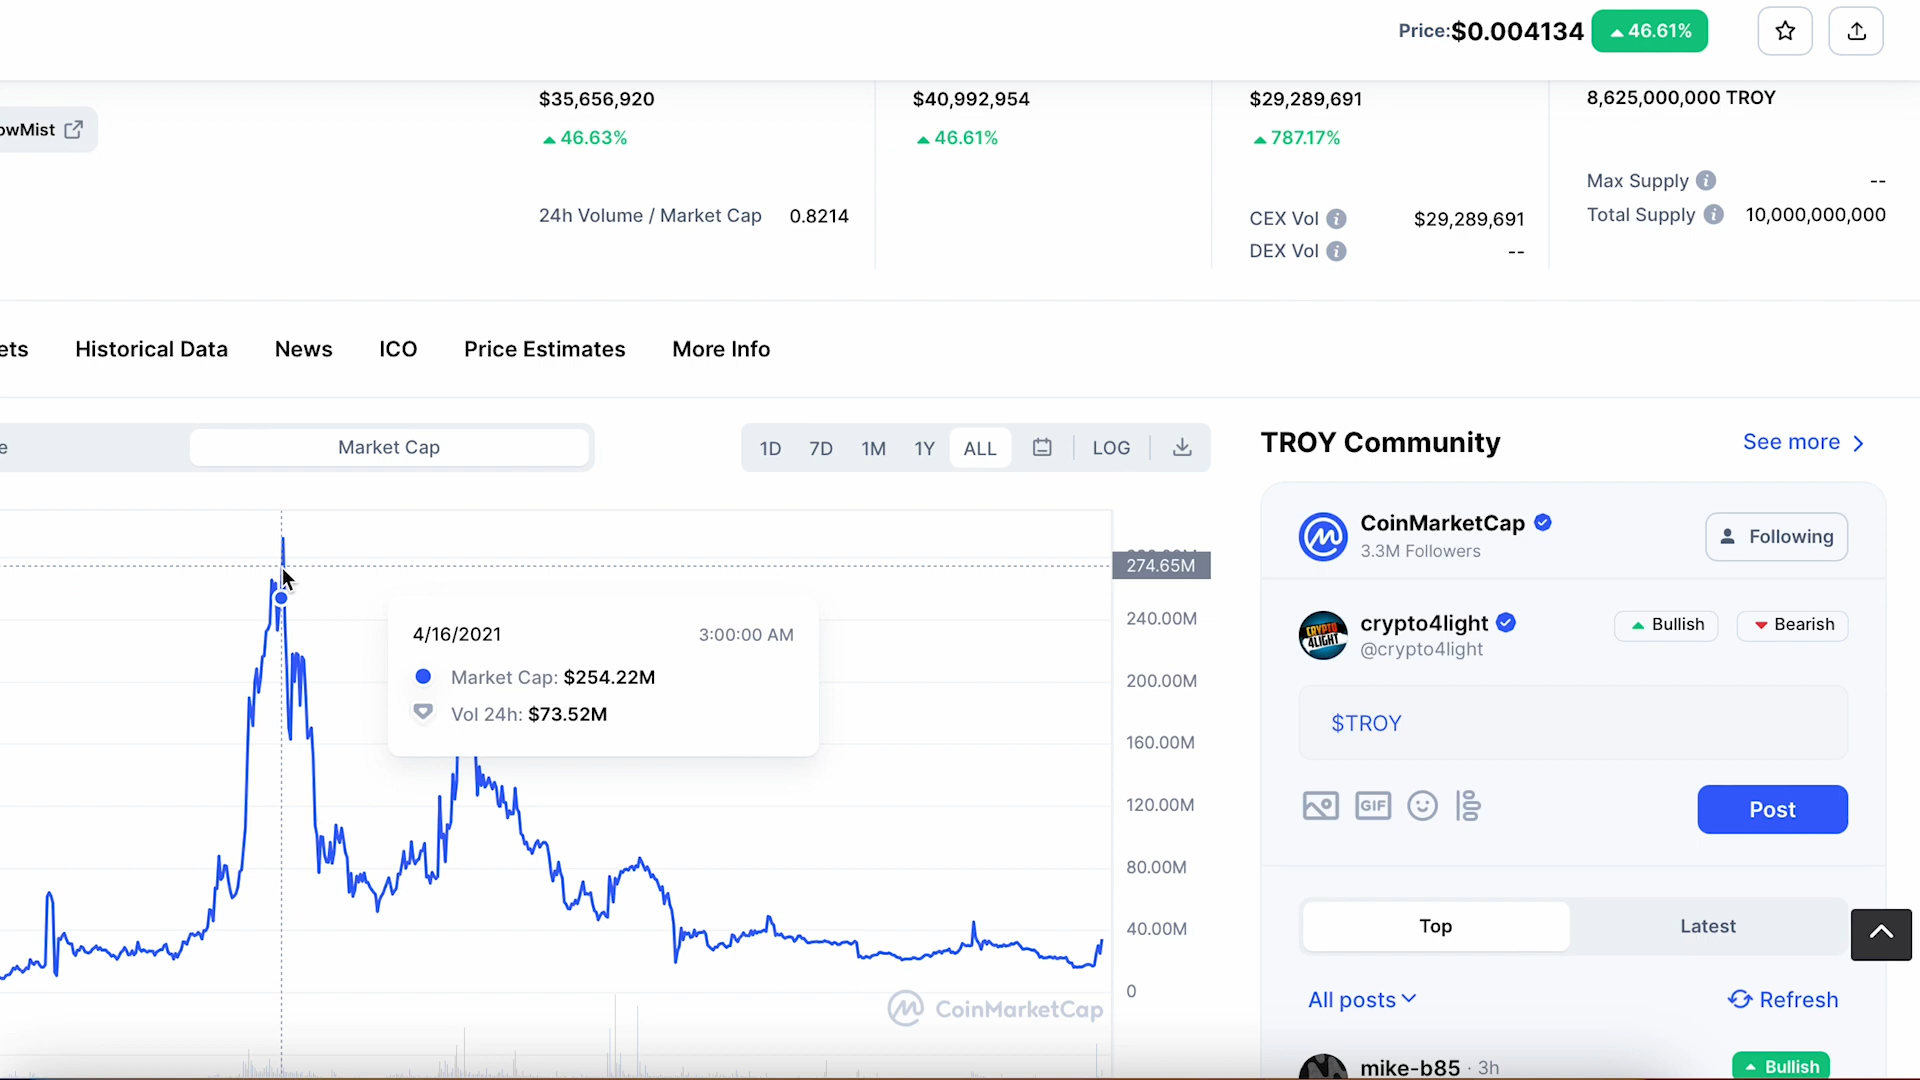 Price:$0.004134 46.61%
$35,656,920
46.63%
24h Volume / Market Cap 0.8214
$40,992,954
46.61%
$29,289,691
787.17%
CEX Vol $29,289,691
DEX Vol --
8,625,000,000 TROY
Max Supply --
Total Supply 10,000,000,000
owMist
ets Historical Data News ICO Price Estimates More Info
e Market Cap 1D 7D 1M 1Y ALL LOG
274.65M
240.00M
200.00M
160.00M
120.00M
80.00M
40.00M
0
4/16/2021 3:00:00 AM
Market Cap: $254.22M
Vol 24h: $73.52M
CoinMarketCap
TROY Community See more
CoinMarketCap
3.3M Followers
Following
crypto4light
@crypto4light
Bullish Bearish
CRYPTO
4LIGHT
$TROY
GIF
Post
Top Latest
All posts Refresh
mike-b85 · 3h Bullish